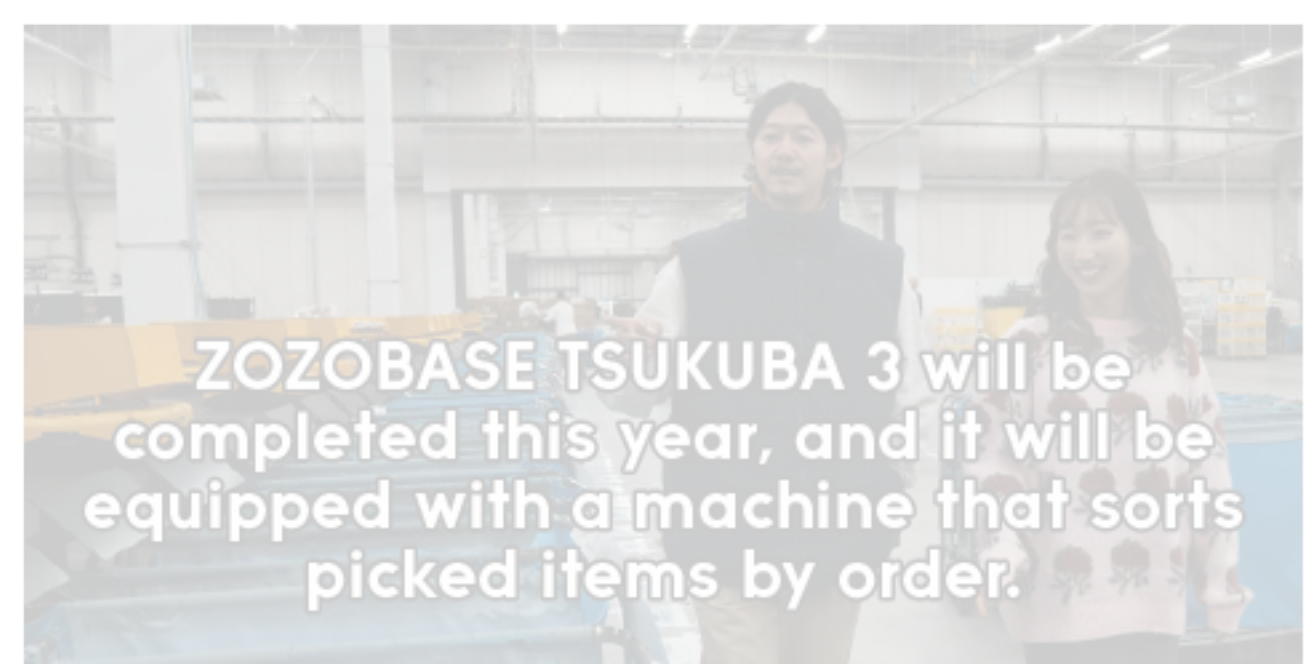 ZOZOBASE TSUKUBA 3 will be
completed this year, and it will be
equipped with a machine that sorts
picked items by order.